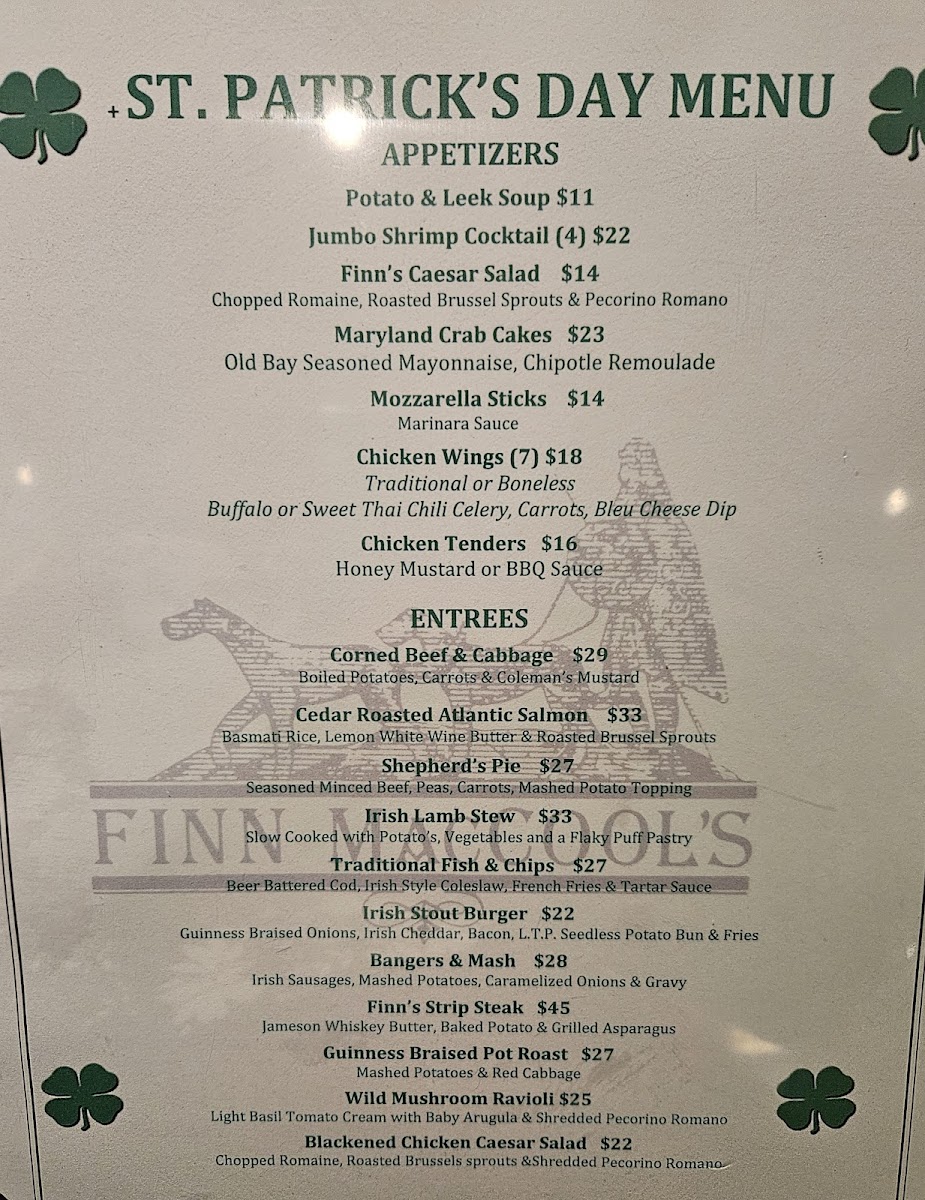 + ST. PATRICK'S DAY MENU
APPETIZERS
Potato & Leek Soup $11
Jumbo Shrimp Cocktail (4) $22
Finn's Caesar Salad $14
Chopped Romaine, Roasted Brussel Sprouts & Pecorino Romano
Maryland Crab Cakes $23
Old Bay Seasoned Mayonnaise, Chipotle Remoulade
Mozzarella Sticks $14
Marinara Sauce
Chicken Wings (7) $18
Traditional or Boneless
Buffalo or Sweet Thai Chili Celery, Carrots, Bleu Cheese Dip
Chicken Tenders $16
Honey Mustard or BBQ Sauce
ENTREES
Corned Beef & Cabbage $29
Boiled Potatoes, Carrots & Coleman's Mustard
Cedar Roasted Atlantic Salmon $33
Basmati Rice, Lemon White Wine Butter & Roasted Brussel Sprouts
Shepherd's Pie $27
Seasoned Minced Beef, Peas, Carrots, Mashed Potato Topping
Irish Lamb Stew $33
FINN MACCOOL'S
Slow Cooked with Potato's, Vegetables and a Flaky Puff Pastry
Traditional Fish & Chips $27
Beer Battered Cod, Irish Style Coleslaw, French Fries & Tartar Sauce
Irish Stout Burger $22
Guinness Braised Onions, Irish Cheddar, Bacon, L.T.P. Seedless Potato Bun & Fries
Bangers & Mash $28
Irish Sausages, Mashed Potatoes, Caramelized Onions & Gravy
Finn's Strip Steak $45
Jameson Whiskey Butter, Baked Potato & Grilled Asparagus
Guinness Braised Pot Roast $27
Mashed Potatoes & Red Cabbage
Wild Mushroom Ravioli $25
Light Basil Tomato Cream with Baby Arugula & Shredded Pecorino Romano
Blackened Chicken Caesar Salad $22
Chopped Romaine, Roasted Brussels sprouts &Shredded Pecorino Romano